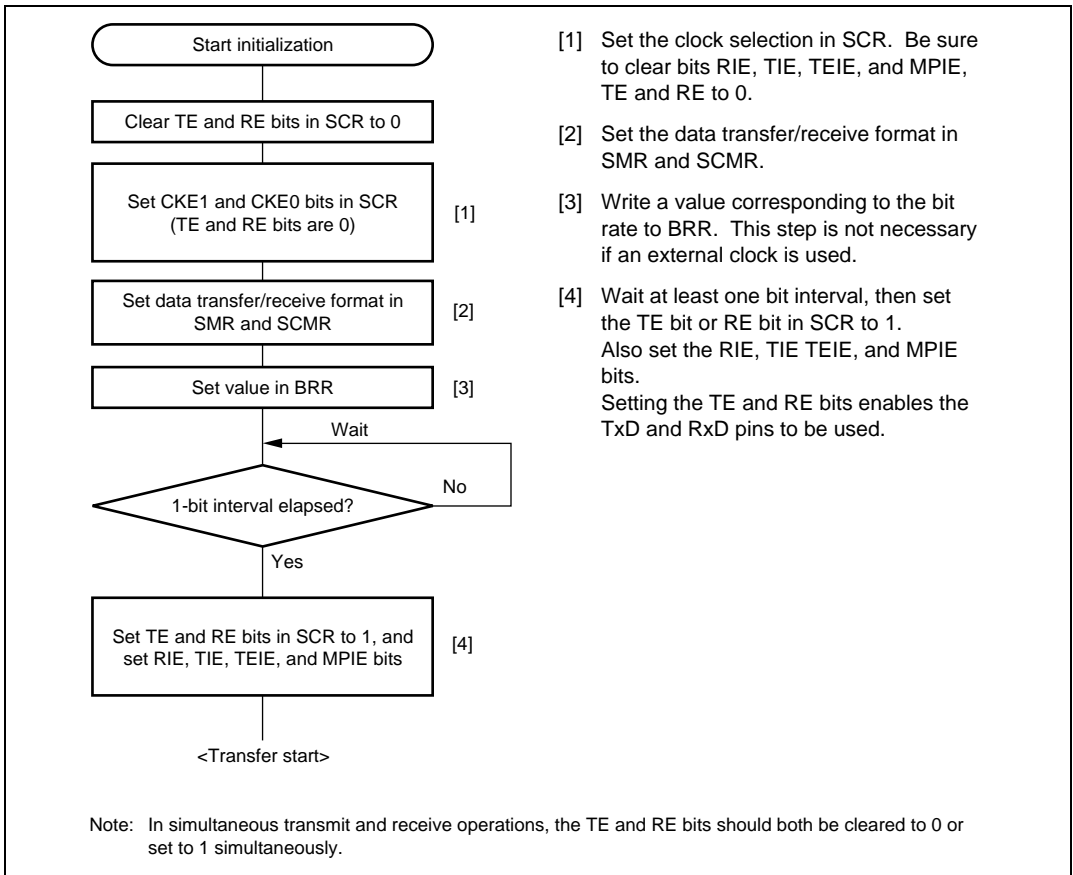 Start initialization
Clear TE and RE bits in SCR to 0
Set CKE1 and CKE0 bits in SCR
(TE and RE bits are 0)
[1]
Set data transfer/receive format in
SMR and SCMR
[2]
Set value in BRR
[3]
Wait
No
1-bit interval elapsed?
Yes
Set TE and RE bits in SCR to 1, and
set RIE, TIE, TEIE, and MPIE bits
[4]
<Transfer start>
[1] Set the clock selection in SCR. Be sure
to clear bits RIE, TIE, TEIE, and MPIE,
TE and RE to 0.
[2] Set the data transfer/receive format in
SMR and SCMR.
[3] Write a value corresponding to the bit
rate to BRR. This step is not necessary
if an external clock is used.
[4] Wait at least one bit interval, then set
the TE bit or RE bit in SCR to 1.
Also set the RIE, TIE TEIE, and MPIE
bits.
Setting the TE and RE bits enables the
TxD and RxD pins to be used.
Note: In simultaneous transmit and receive operations, the TE and RE bits should both be cleared to 0 or
set to 1 simultaneously.